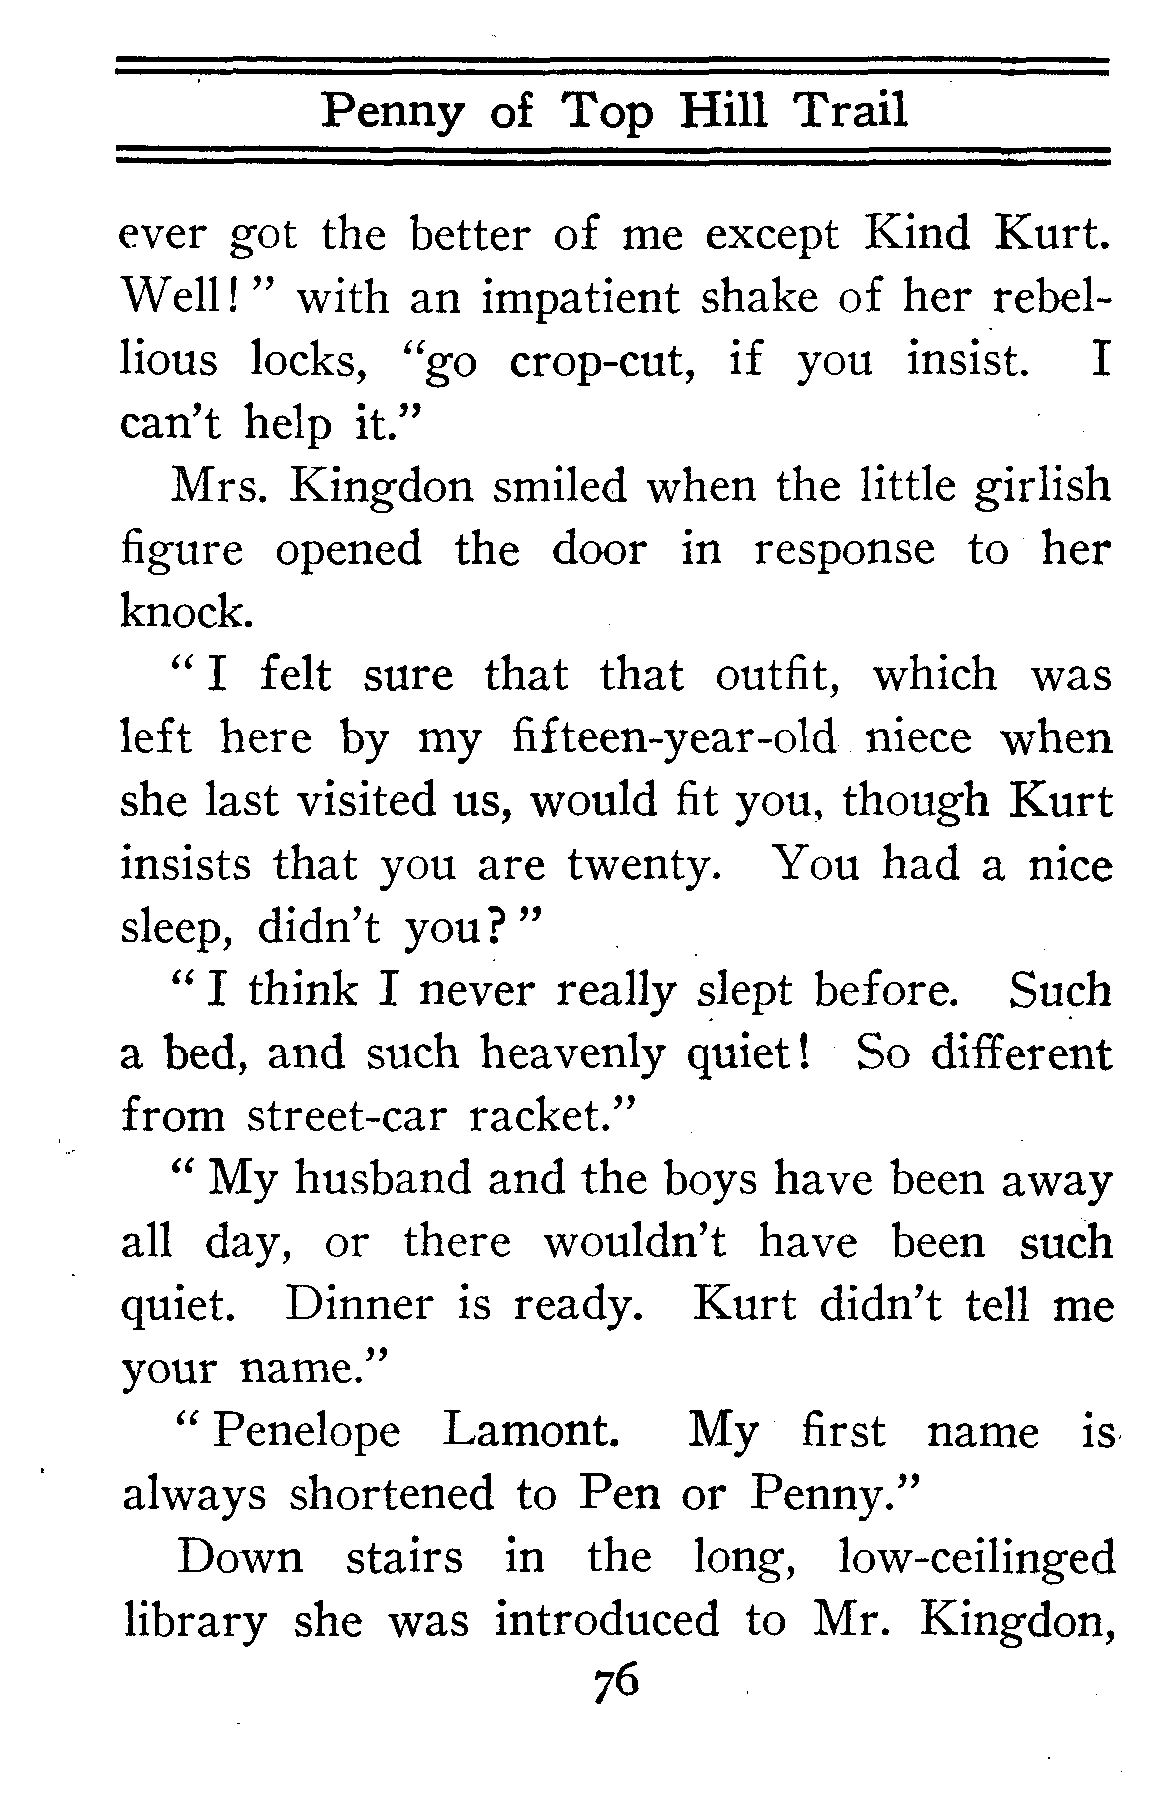 Penny of Top Hill Trail
ever got the better of me except Kind Kurt.
Well! " with an impatient shake of her rebel-
lious locks, "go crop-cut, if you insist. I
can't help it."
Mrs. Kingdon smiled when the little girlish
figure opened the door in response to her
knock.
" I felt sure that that outfit, which was
left here by my fifteen-year-old niece when
she last visited us, would fit you, though Kurt
insists that you are twenty. You had a nice
sleep, didn't you? "
" I think I never really slept before. Such
a bed, and such heavenly quiet! So different
from street-car racket."
" My husband and the boys have been away
all day, or there wouldn't have been such
quiet. Dinner is ready. Kurt didn't tell me
your name."
" Penelope Lamont. My first name is
always shortened to Pen or Penny."
Down stairs in the long, low-ceilinged
library she was introduced to Mr. Kingdon,
76